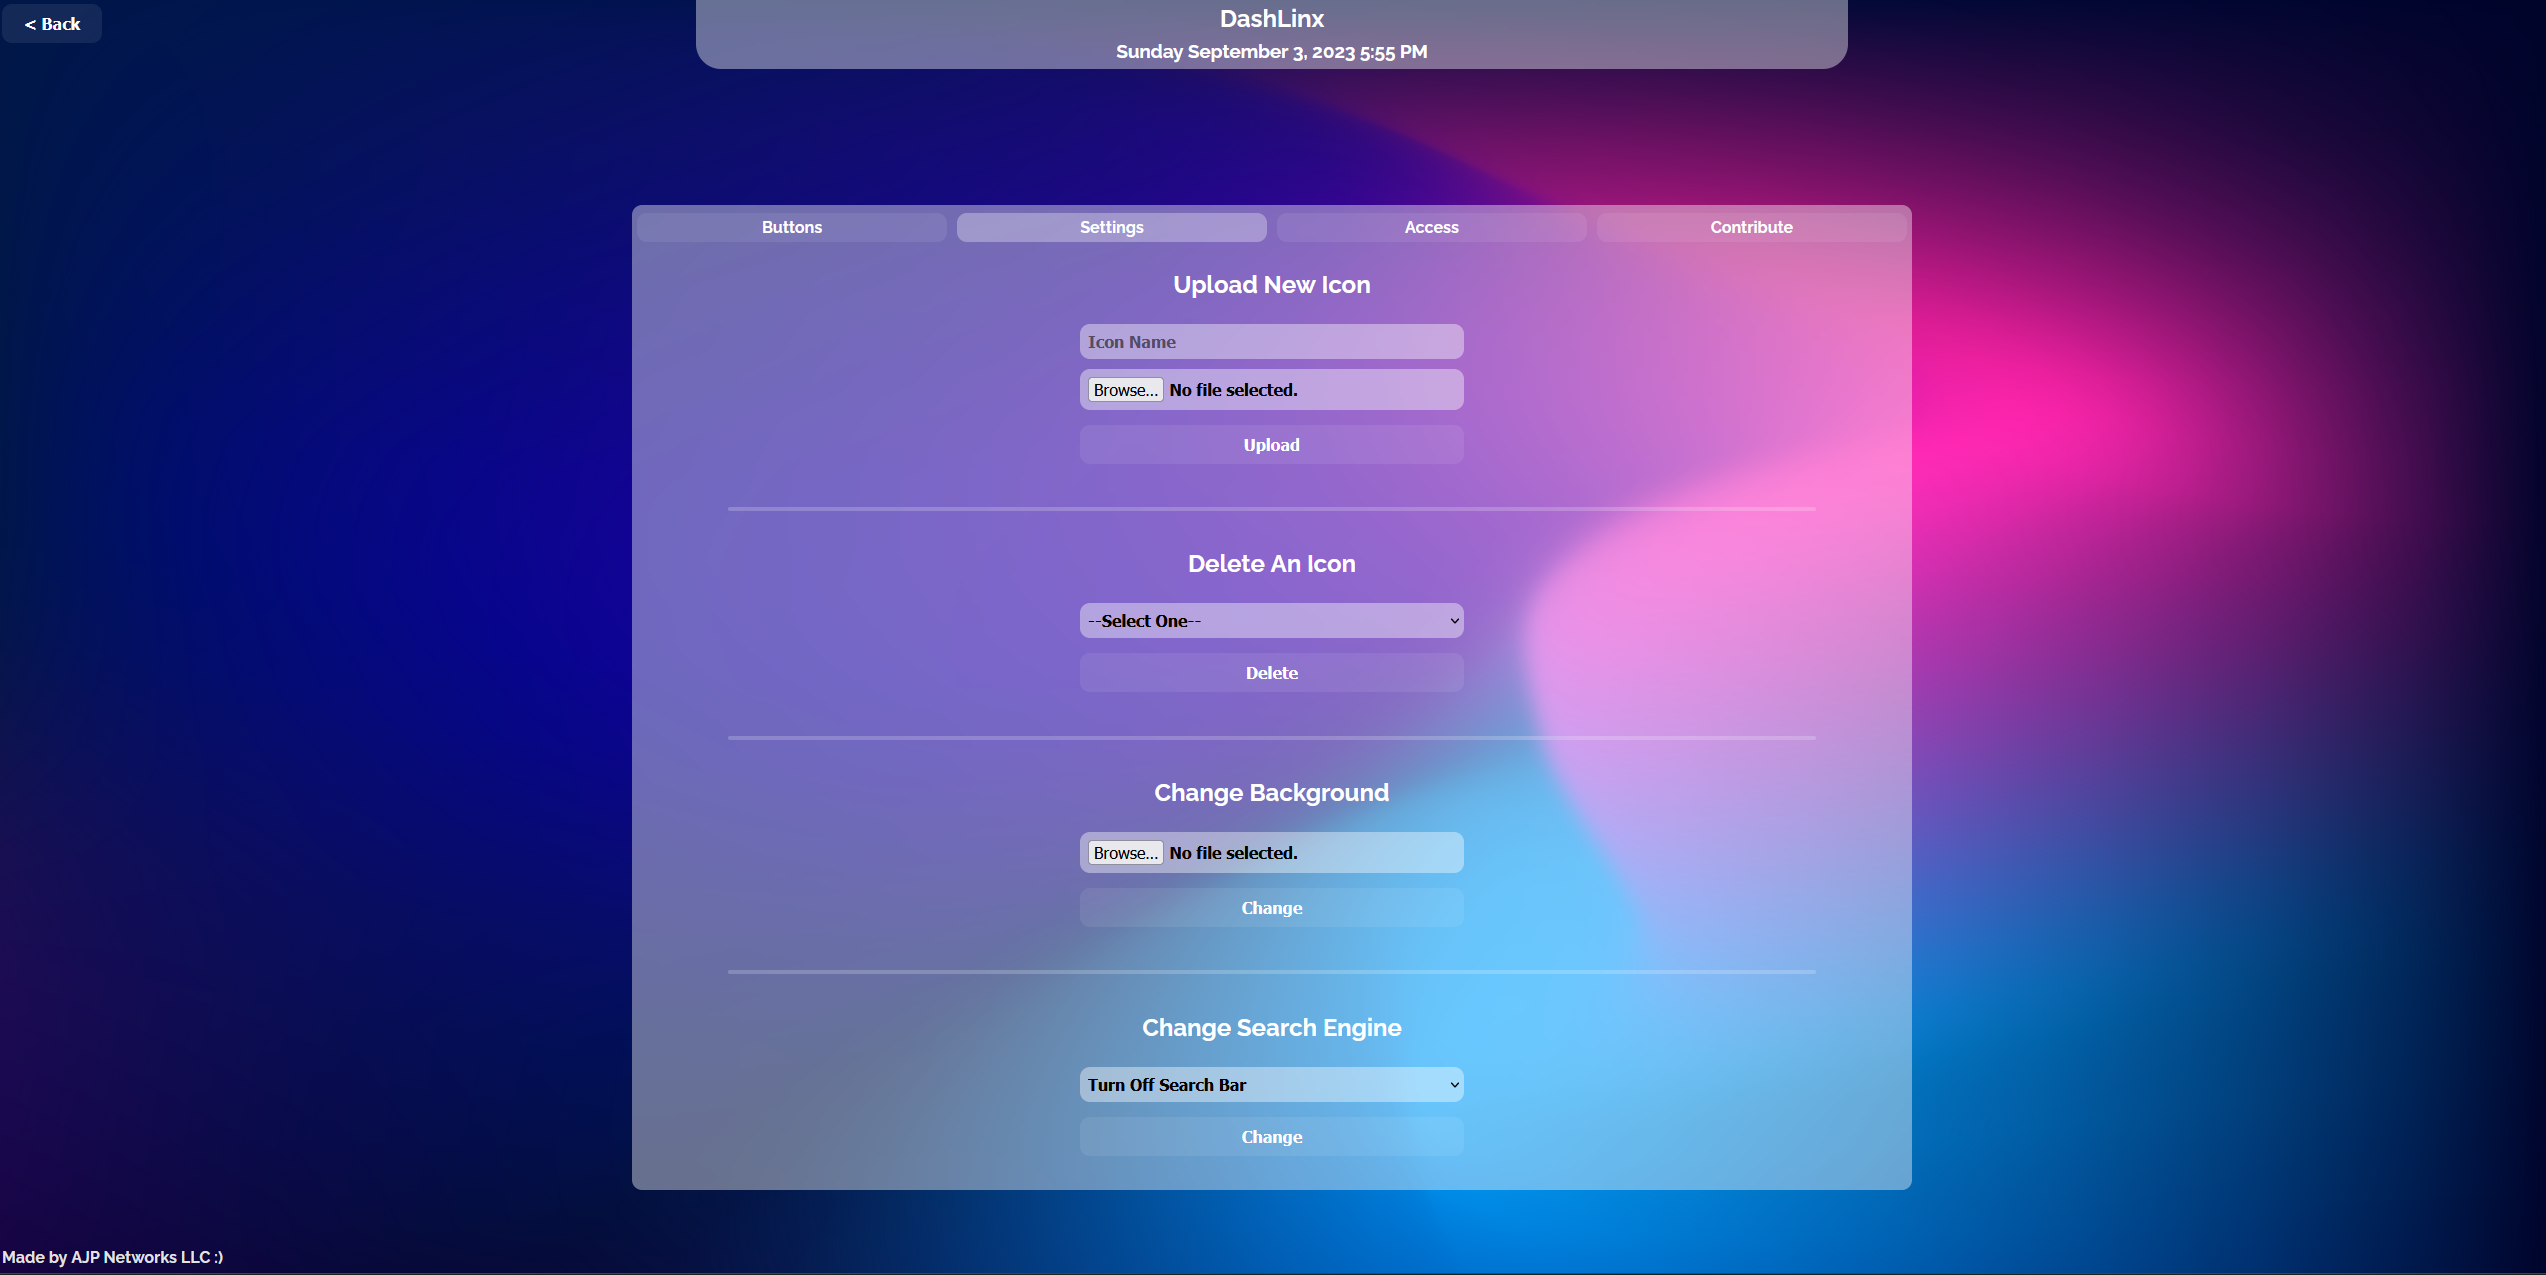 < Back
DashLinx
Sunday September 3, 2023 5:55 PM
Buttons Settings Access Contribute
Upload New Icon
Icon Name
Browse... No file selected.
Upload
Delete An Icon
--Select One--
Delete
Change Background
Browse... No file selected.
Change
Change Search Engine
Turn Off Search Bar
Change
Made by AJP Networks LLC :)